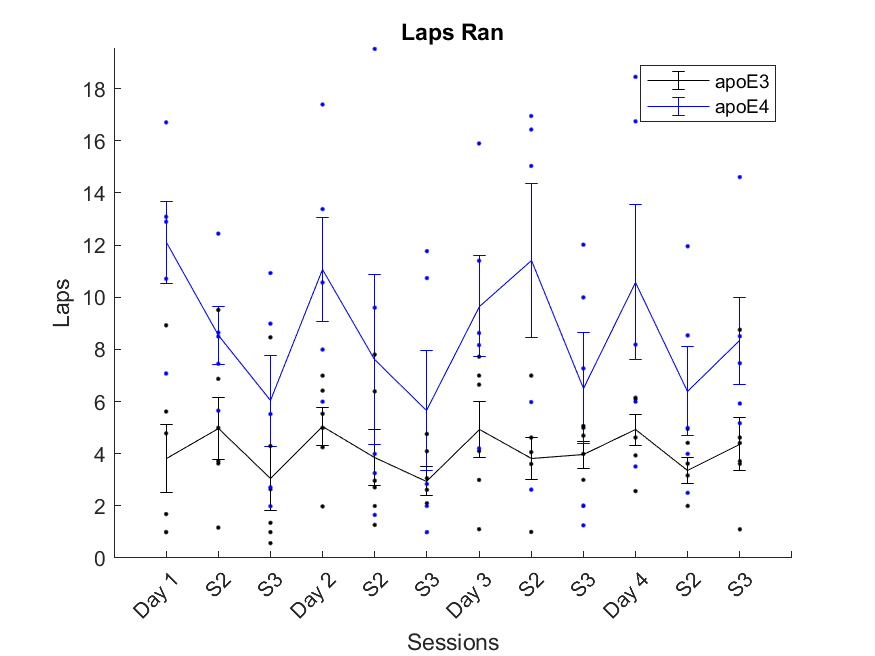 Laps Ran
apoE3
apoE4
18
16
14
12
10
8
6
4
2
0
Laps
Day 1
S2
S3
Day 2
S2
S3
Day 3
S2
S3
Day 4
S2
S3
Sessions